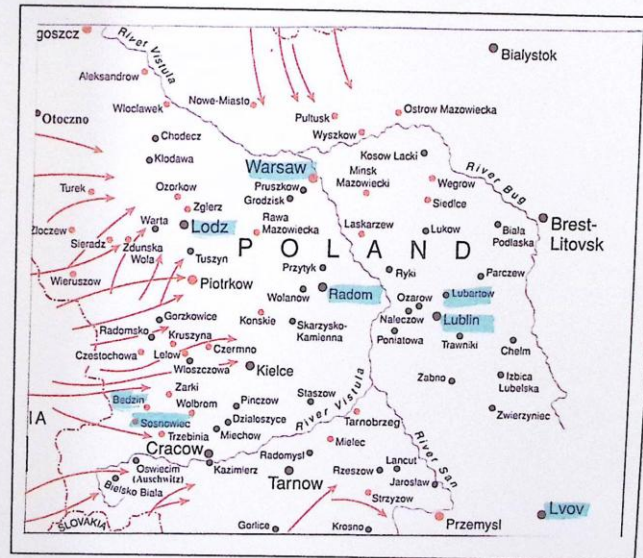 goszcz
River Vistula
Bialystok
Aleksandrow
Wloclawek
Nowe-Miasto
Pultusk
Ostrow Mazowiecka
Otoczno
Wyszkow
Chodecz
Klodawa
Kosow Lacki
River Bug
Warsaw
Pruszkow
Minsk
Mazowiecki
Wegrow
Turek
Ozorkow
Grodzisk
Siedlce
Zglerz
Brest-
Litovsk
Zloczew
Warta
Lodz
Rawa
Mazowiecka
Laskarzew
Lukow
Biala
Podlaska
Sieradz
Zdunska
Wola
POLAND
Tuszyn
Przytyk
Ryki
Parczew
Wieruszow
Piotrkow
Wolanow
Radom
Ozarow
Lubartow
Gorzkowice
Konskie
Naleczow
Lublin
Radomsko
Kruszyna
Skarzysko-
Kamienna
Poniatowa
Trawniki
Chelm
Czestochowa
Lelow
Czermno
Wloszczowa
Kielce
Zabno
Izbica
Lubelska
Zarki
Staszow
Bedzin
Wolbrom
Pinczow
River Vistula
Zwierzyniec
IA
Sosnowiec
Dzialoszyce
Tarnobrzeg
Trzebinia
Miechow
Mielec
River San
Cracow
Radomysl
Oswiecim
(Auschwitz)
Kazimierz
Tarnow
Rzeszow
Lancut
Bielsko Biala
Jaroslaw
Strzyzow
SLOVAKIA
Gorlice
Krosno
Przemysl
Lvov